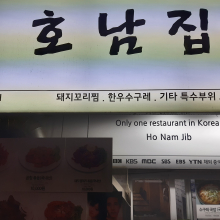 호남집
돼지꼬리찜 . 한우수구레 . 기타 특수부위
Only one restaurant in Korea
Ho Nam Jib
KBS MBC SBS EBS YTN